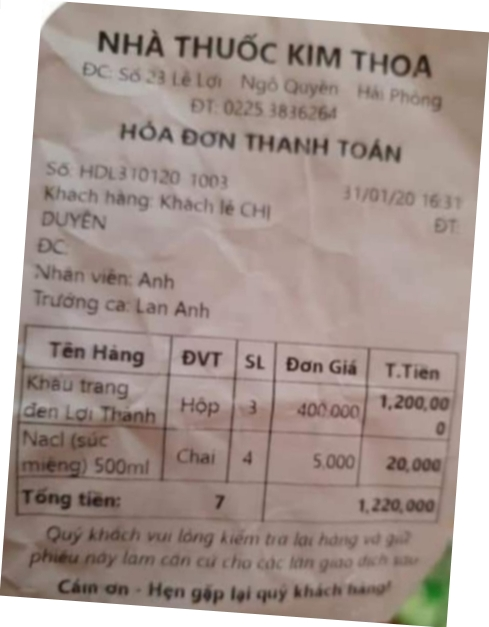 NHÀ THUỐC KIM THOA
ĐC: Số 23 Lê Lợi Ngô Quyền Hải Phòng
ĐT: 0225 3836264
HÓA ĐƠN THANH TOÁN
Số: HDL310120 1003 31/01/20 16:31
Khách hàng: Khách lẻ CHỊ ĐT:
DUYÊN
ĐC:
Nhân viên: Anh
Trưởng ca: Lan Anh
Tên Hàng ĐVT SL Đơn Giá T.Tiền
Khẩu trang
đen Lợi Thành Hộp 3 400.000 1,200,00
0
Nacl (súc
miệng) 500ml Chai 4 5,000 20,000
Tổng tiền: 7 1,220,000
Quý khách vui lòng kiểm tra lại hàng và giữ
phiếu này làm căn cứ cho các lần giao dịch sau
Cảm ơn - Hẹn gặp lại quý khách hàng!